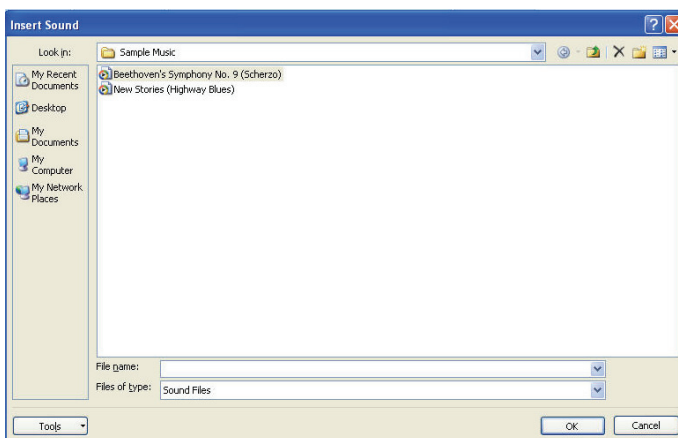 Insert Sound
Look in: Sample Music
My Recent Documents
Desktop
My Documents
My Computer
My Network Places
Beethoven's Symphony No. 9 (Scherzo)
New Stories (Highway Blues)
File name:
Files of type: Sound Files
Tools OK Cancel